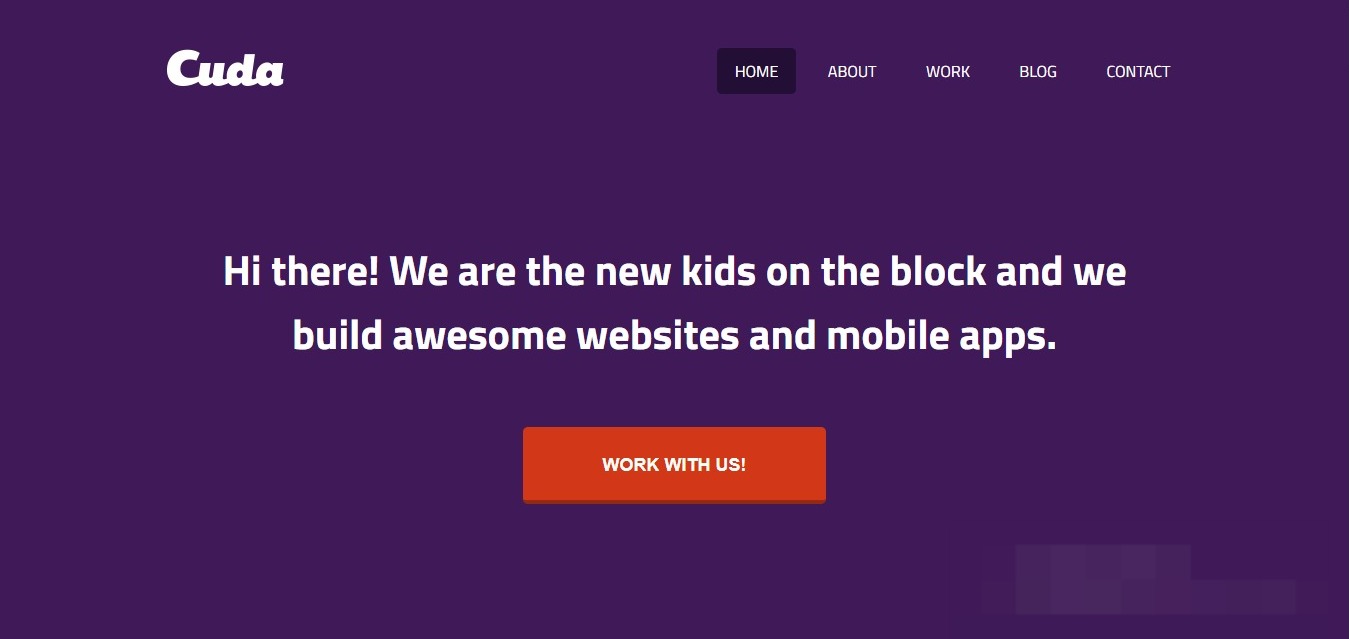 Cuda
HOME ABOUT WORK BLOG CONTACT
Hi there! We are the new kids on the block and we
build awesome websites and mobile apps.
WORK WITH US!